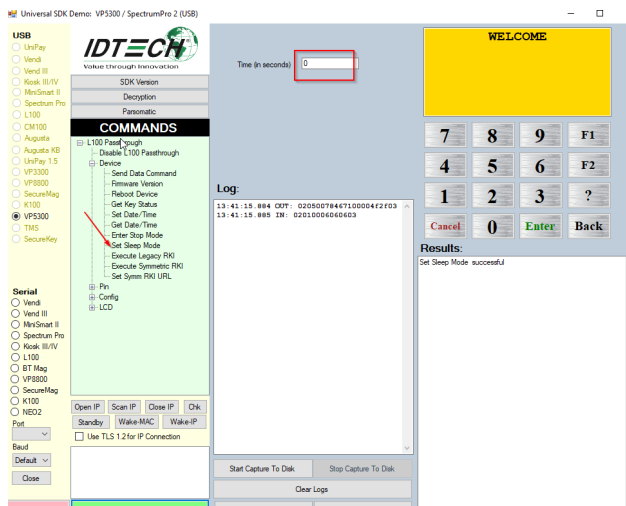 Universal SDK Demo: VP5300 / SpectrumPro 2 (USB)
USB
UniPay
Vendi
Vend III
Kiosk III/IV
MiniSmart II
Spectrum Pro
L100
CM100
Augusta
Augusta KB
UniPay 1.5
VP3300
VP8800
SecureMag
K100
VP5300
TMS
SecureKey
Serial
Vendi
Vend III
MiniSmart II
Spectrum Pro
Kiosk III/IV
L100
BT Mag
VP8800
SecureMag
K100
NEO2
Port
Baud
Default
Close
IDTECH
Value through Innovation
SDK Version
Decryption
Parsomatic
COMMANDS
L100 Passthrough
Disable L100 Passthrough
Device
Send Data Command
Firmware Version
Reboot Device
Get Key Status
Set Date/Time
Get Date/Time
Enter Stop Mode
Set Sleep Mode
Execute Legacy RKI
Execute Symmetric RKI
Set Symm RKI URL
Pin
Config
LCD
Open IP Scan IP Close IP Chk
Standby Wake-MAC Wake-IP
Use TLS 1.2 for IP Connection
Time (in seconds) 0
Log:
13:41:15.884 OUT: 02050078467100004f2f03
13:41:15.885 IN: 02010006060603
Start Capture To Disk Stop Capture To Disk
Clear Logs
WELCOME
7 8 9 F1
4 5 6 F2
1 2 3 ?
Cancel 0 Enter Back
Results:
Set Sleep Mode successful